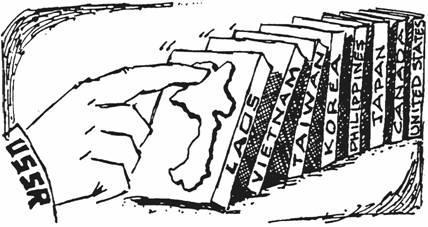 USSR
LAOS
VIETNAM
TAIWAN
KOREA
PHILIPPINES
JAPAN
CANADA
UNITED STATES